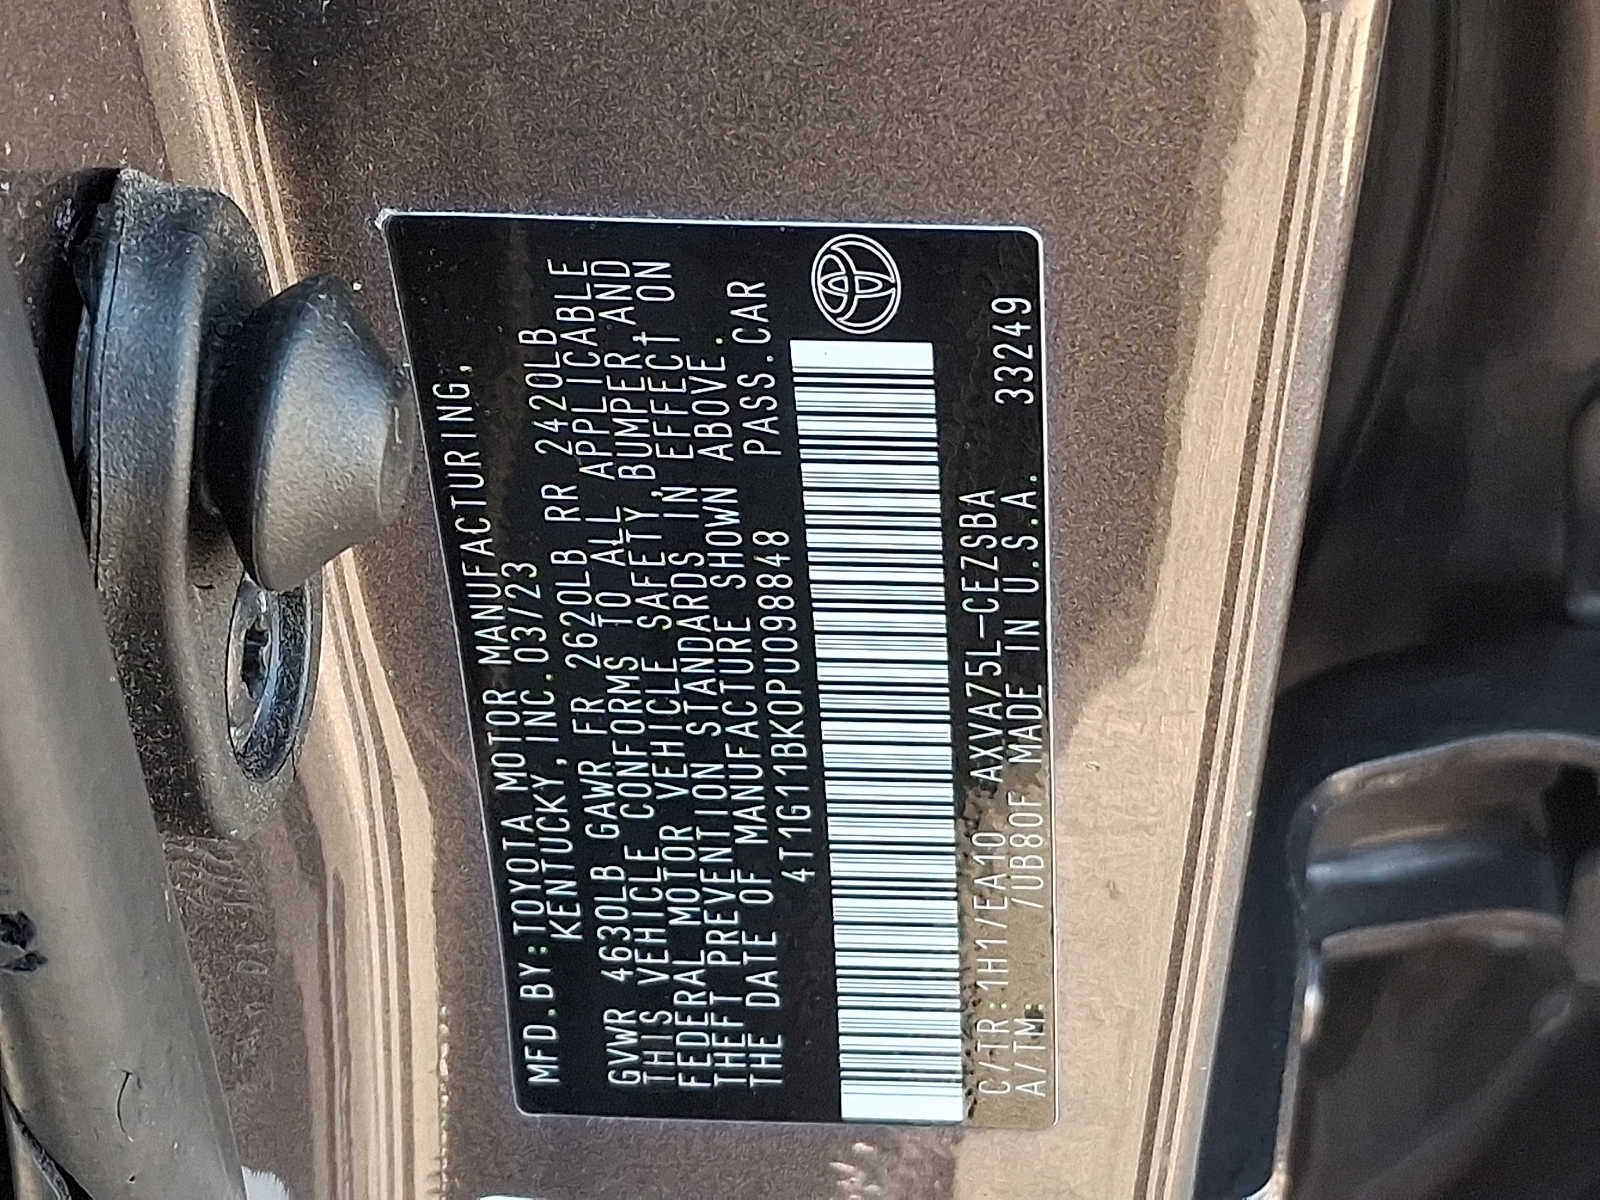 MFD.BY:TOYOTA MOTOR MANUFACTURING,
KENTUCKY,INC.03/23
GVWR 4630LB GAWR FR 2620LB RR 2420LB
THIS VEHICLE CONFORMS TO ALL APPLICABLE
FEDERAL MOTOR VEHICLE SAFETY,BUMPER,AND
THEFT PREVENTION STANDARDS IN EFFECT ON
THE DATE OF MANUFACTURE SHOWN ABOVE.
4T1G11BK0PU098848 PASS.CAR
C/TR:1H17/EA10 AXVA75L-CEZSBA 33249
A/TM: /UB80F MADE IN U.S.A.